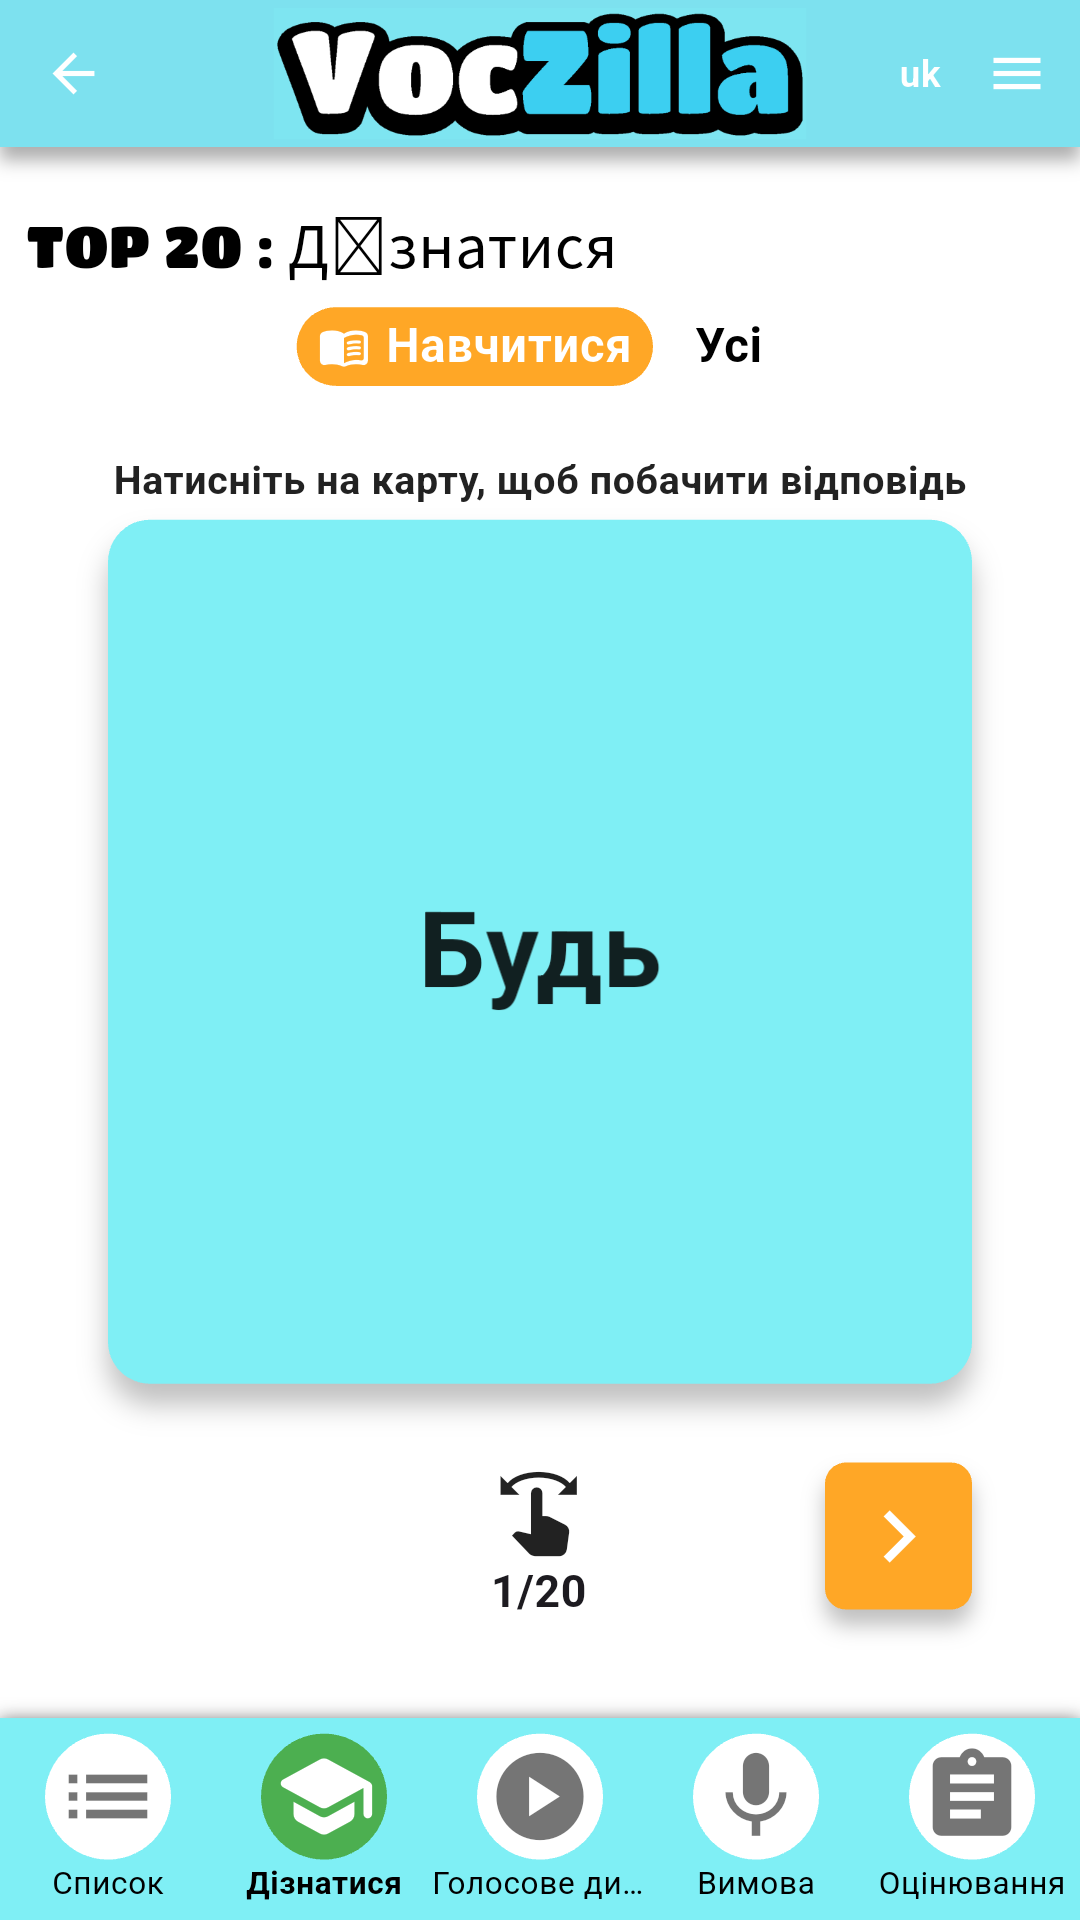 VocZilla
uk
TOP 20 : Д☒знатися
Навчитися Усі
Натисніть на карту, щоб побачити відповідь
Будь
1/20
Список Дізнатися Голосове ди... Вимова Оцінювання